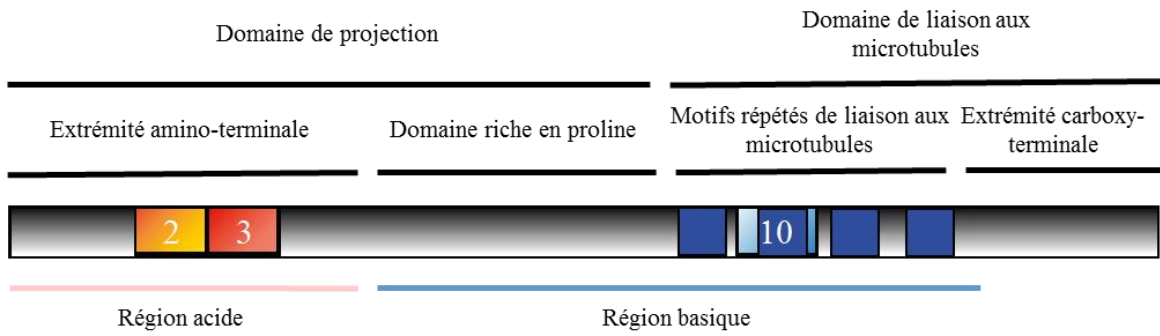 Domaine de projection
Domaine de liaison aux
microtubules
Extrémité amino-terminale
Domaine riche en proline
Motifs répétés de liaison aux
microtubules
Extrémité carboxy-
terminale
2
3
10
Région acide
Région basique